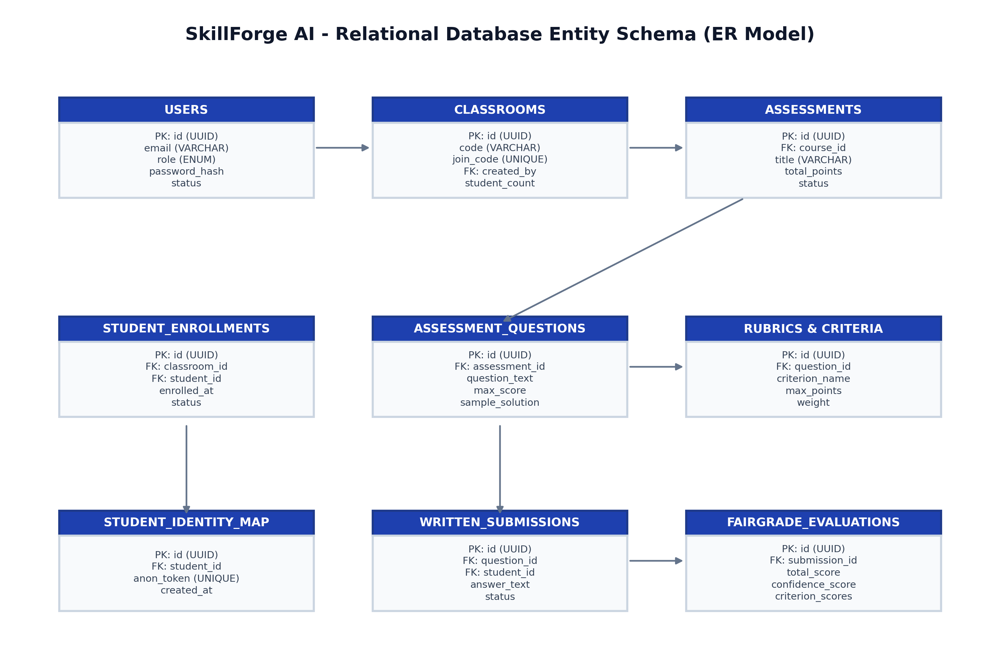 SkillForge AI - Relational Database Entity Schema (ER Model)
USERS
PK: id (UUID)
email (VARCHAR)
role (ENUM)
password_hash
status
CLASSROOMS
PK: id (UUID)
code (VARCHAR)
join_code (UNIQUE)
FK: created_by
student_count
ASSESSMENTS
PK: id (UUID)
FK: course_id
title (VARCHAR)
total_points
status
STUDENT_ENROLLMENTS
PK: id (UUID)
FK: classroom_id
FK: student_id
enrolled_at
status
ASSESSMENT_QUESTIONS
PK: id (UUID)
FK: assessment_id
question_text
max_score
sample_solution
RUBRICS & CRITERIA
PK: id (UUID)
FK: question_id
criterion_name
max_points
weight
STUDENT_IDENTITY_MAP
PK: id (UUID)
FK: student_id
anon_token (UNIQUE)
created_at
WRITTEN_SUBMISSIONS
PK: id (UUID)
FK: question_id
FK: student_id
answer_text
status
FAIRGRADE_EVALUATIONS
PK: id (UUID)
FK: submission_id
total_score
confidence_score
criterion_scores